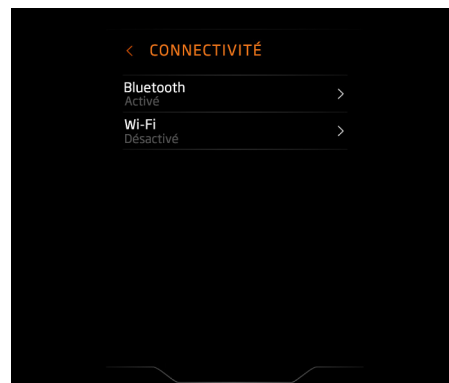 CONNECTIVITÉ
Bluetooth
Activé
Wi-Fi
Désactivé